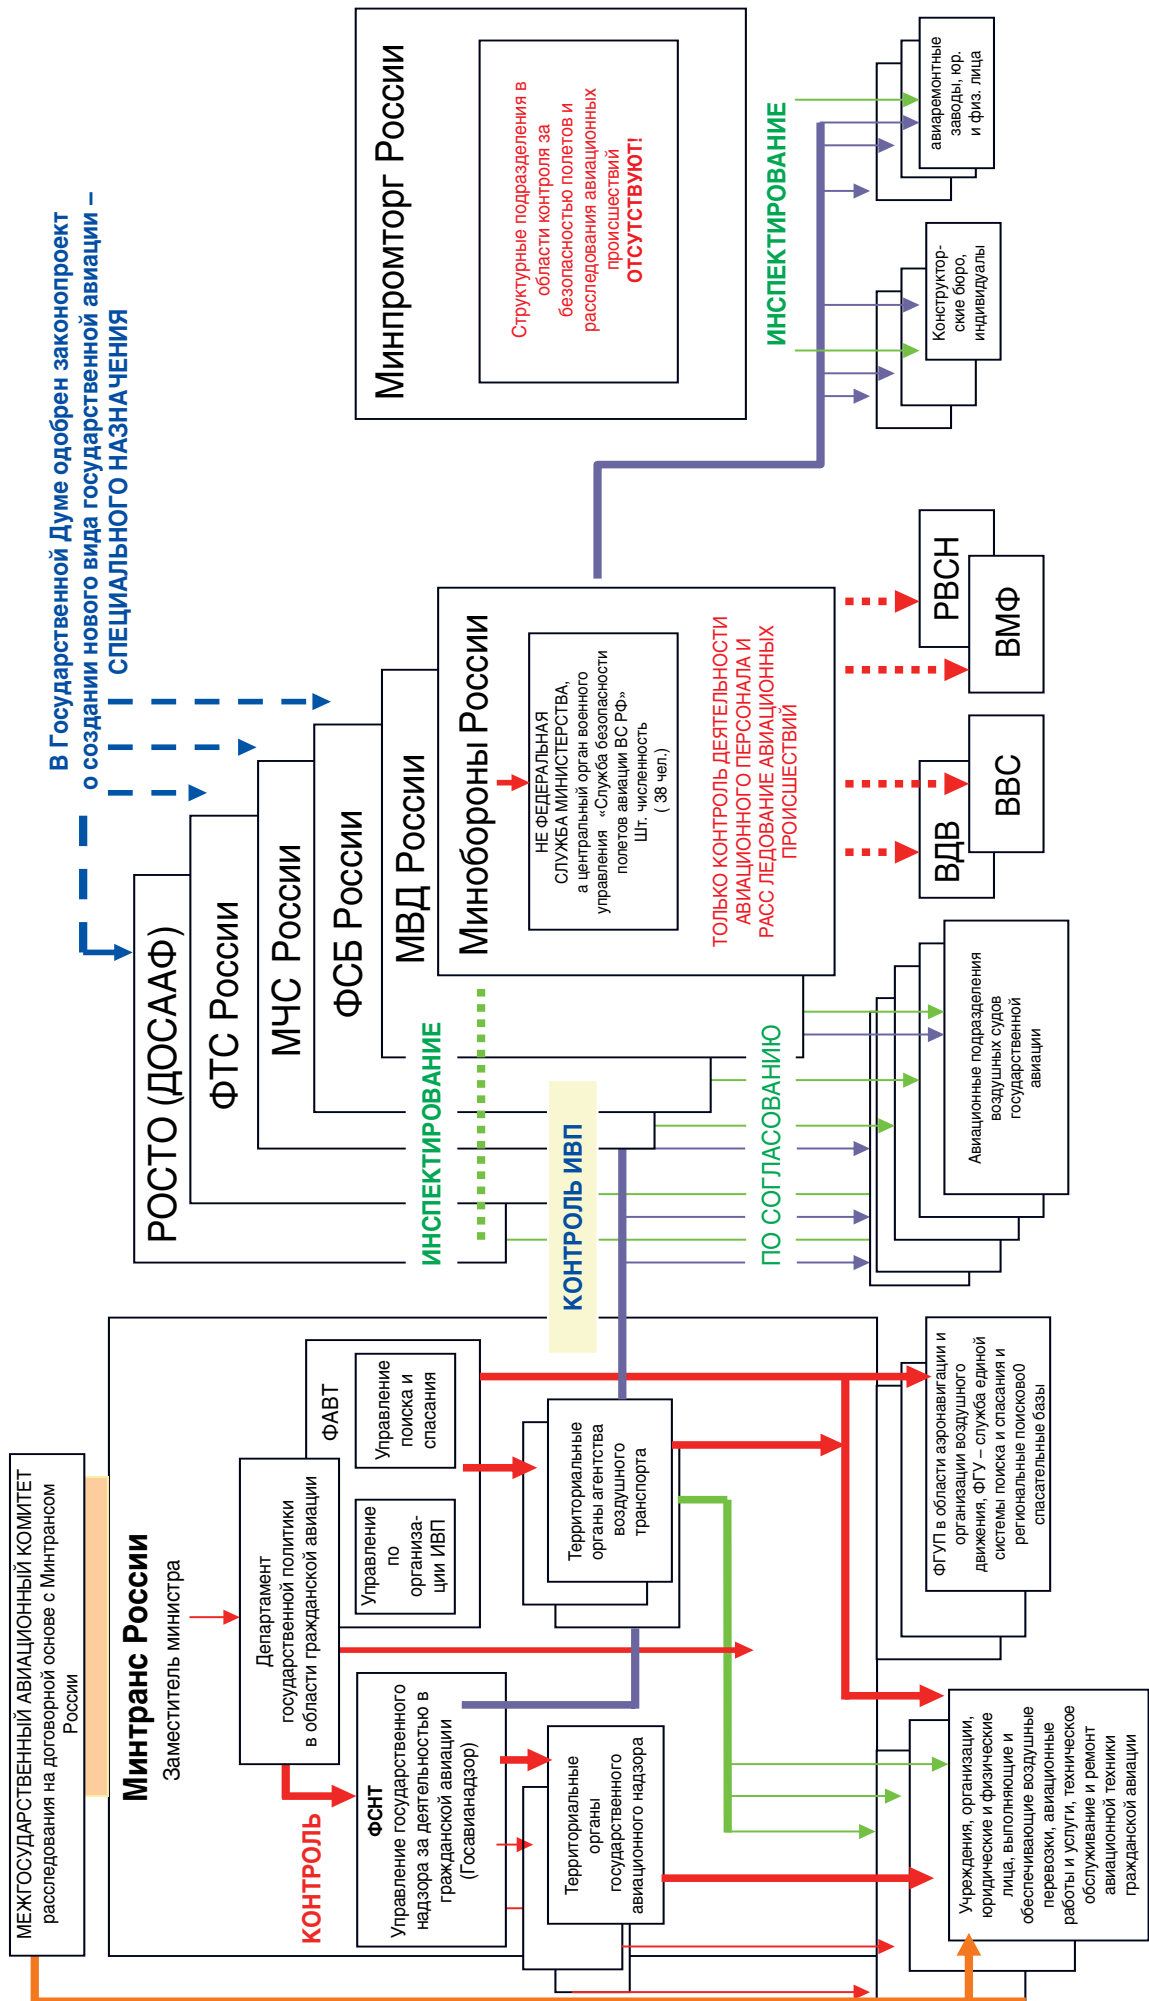 МЕЖГОСУДАРСТВЕННЫЙ АВИАЦИОННЫЙ КОМИТЕТ
расследования на договорной основе с Минтрансом
России
Минтранс России
Заместитель министра
Департамент
государственной политики
в области гражданской авиации
КОНТРОЛЬ
ФАВТ
Управление
по
организа-
ции ИВП
Управление
поиска и
спасания
ФСНТ
Управление государственного
надзора за деятельностью в
гражданской авиации
(Госавианадзор)
Территориальные
органы
государственного
авиационного надзора
Территориальные
органы агентства
воздушного
транспорта
Учреждения, организации,
юридические и физические
лица, выполняющие и
обеспечивающие воздушные
перевозки, авиационные
работы и услуги, техническое
обслуживание и ремонт
авиационной техники
гражданской авиации
ФГУП в области аэронавигации и
организации воздушного
движения, ФГУ – служба единой
системы поиска и спасания и
региональные поисково0
спасательные базы
В Государственной Думе одобрен законопроект
о создании нового вида государственной авиации –
СПЕЦИАЛЬНОГО НАЗНАЧЕНИЯ
РОСТО (ДОСААФ)
ФТС России
МЧС России
ФСБ России
МВД России
Минобороны России
НЕ ФЕДЕРАЛЬНАЯ
СЛУЖБА МИНИСТЕРСТВА,
а центральный орган военного
управления «Служба безопасности
полетов авиации ВС РФ»
Шт. численность
( 38 чел.)
ТОЛЬКО КОНТРОЛЬ ДЕЯТЕЛЬНОСТИ
АВИАЦИОННОГО ПЕРСОНАЛА И
РАСС ЛЕДОВАНИЕ АВИАЦИОННЫХ
ПРОИСШЕСТВИЙ
ИНСПЕКТИРОВАНИЕ
КОНТРОЛЬ ИВП
ПО СОГЛАСОВАНИЮ
Авиационные подразделения
воздушных судов
государственной
авиации
ВДВ
ВВС
РВСН
ВМФ
Минпромторг России
Структурные подразделения в
области контроля за
безопасностью полетов и
расследования авиационных
происшествий
ОТСУТСТВУЮТ!
ИНСПЕКТИРОВАНИЕ
Конструктор-
ские бюро,
индивидуалы
авиаремонтные
заводы, юр.
и физ. лица